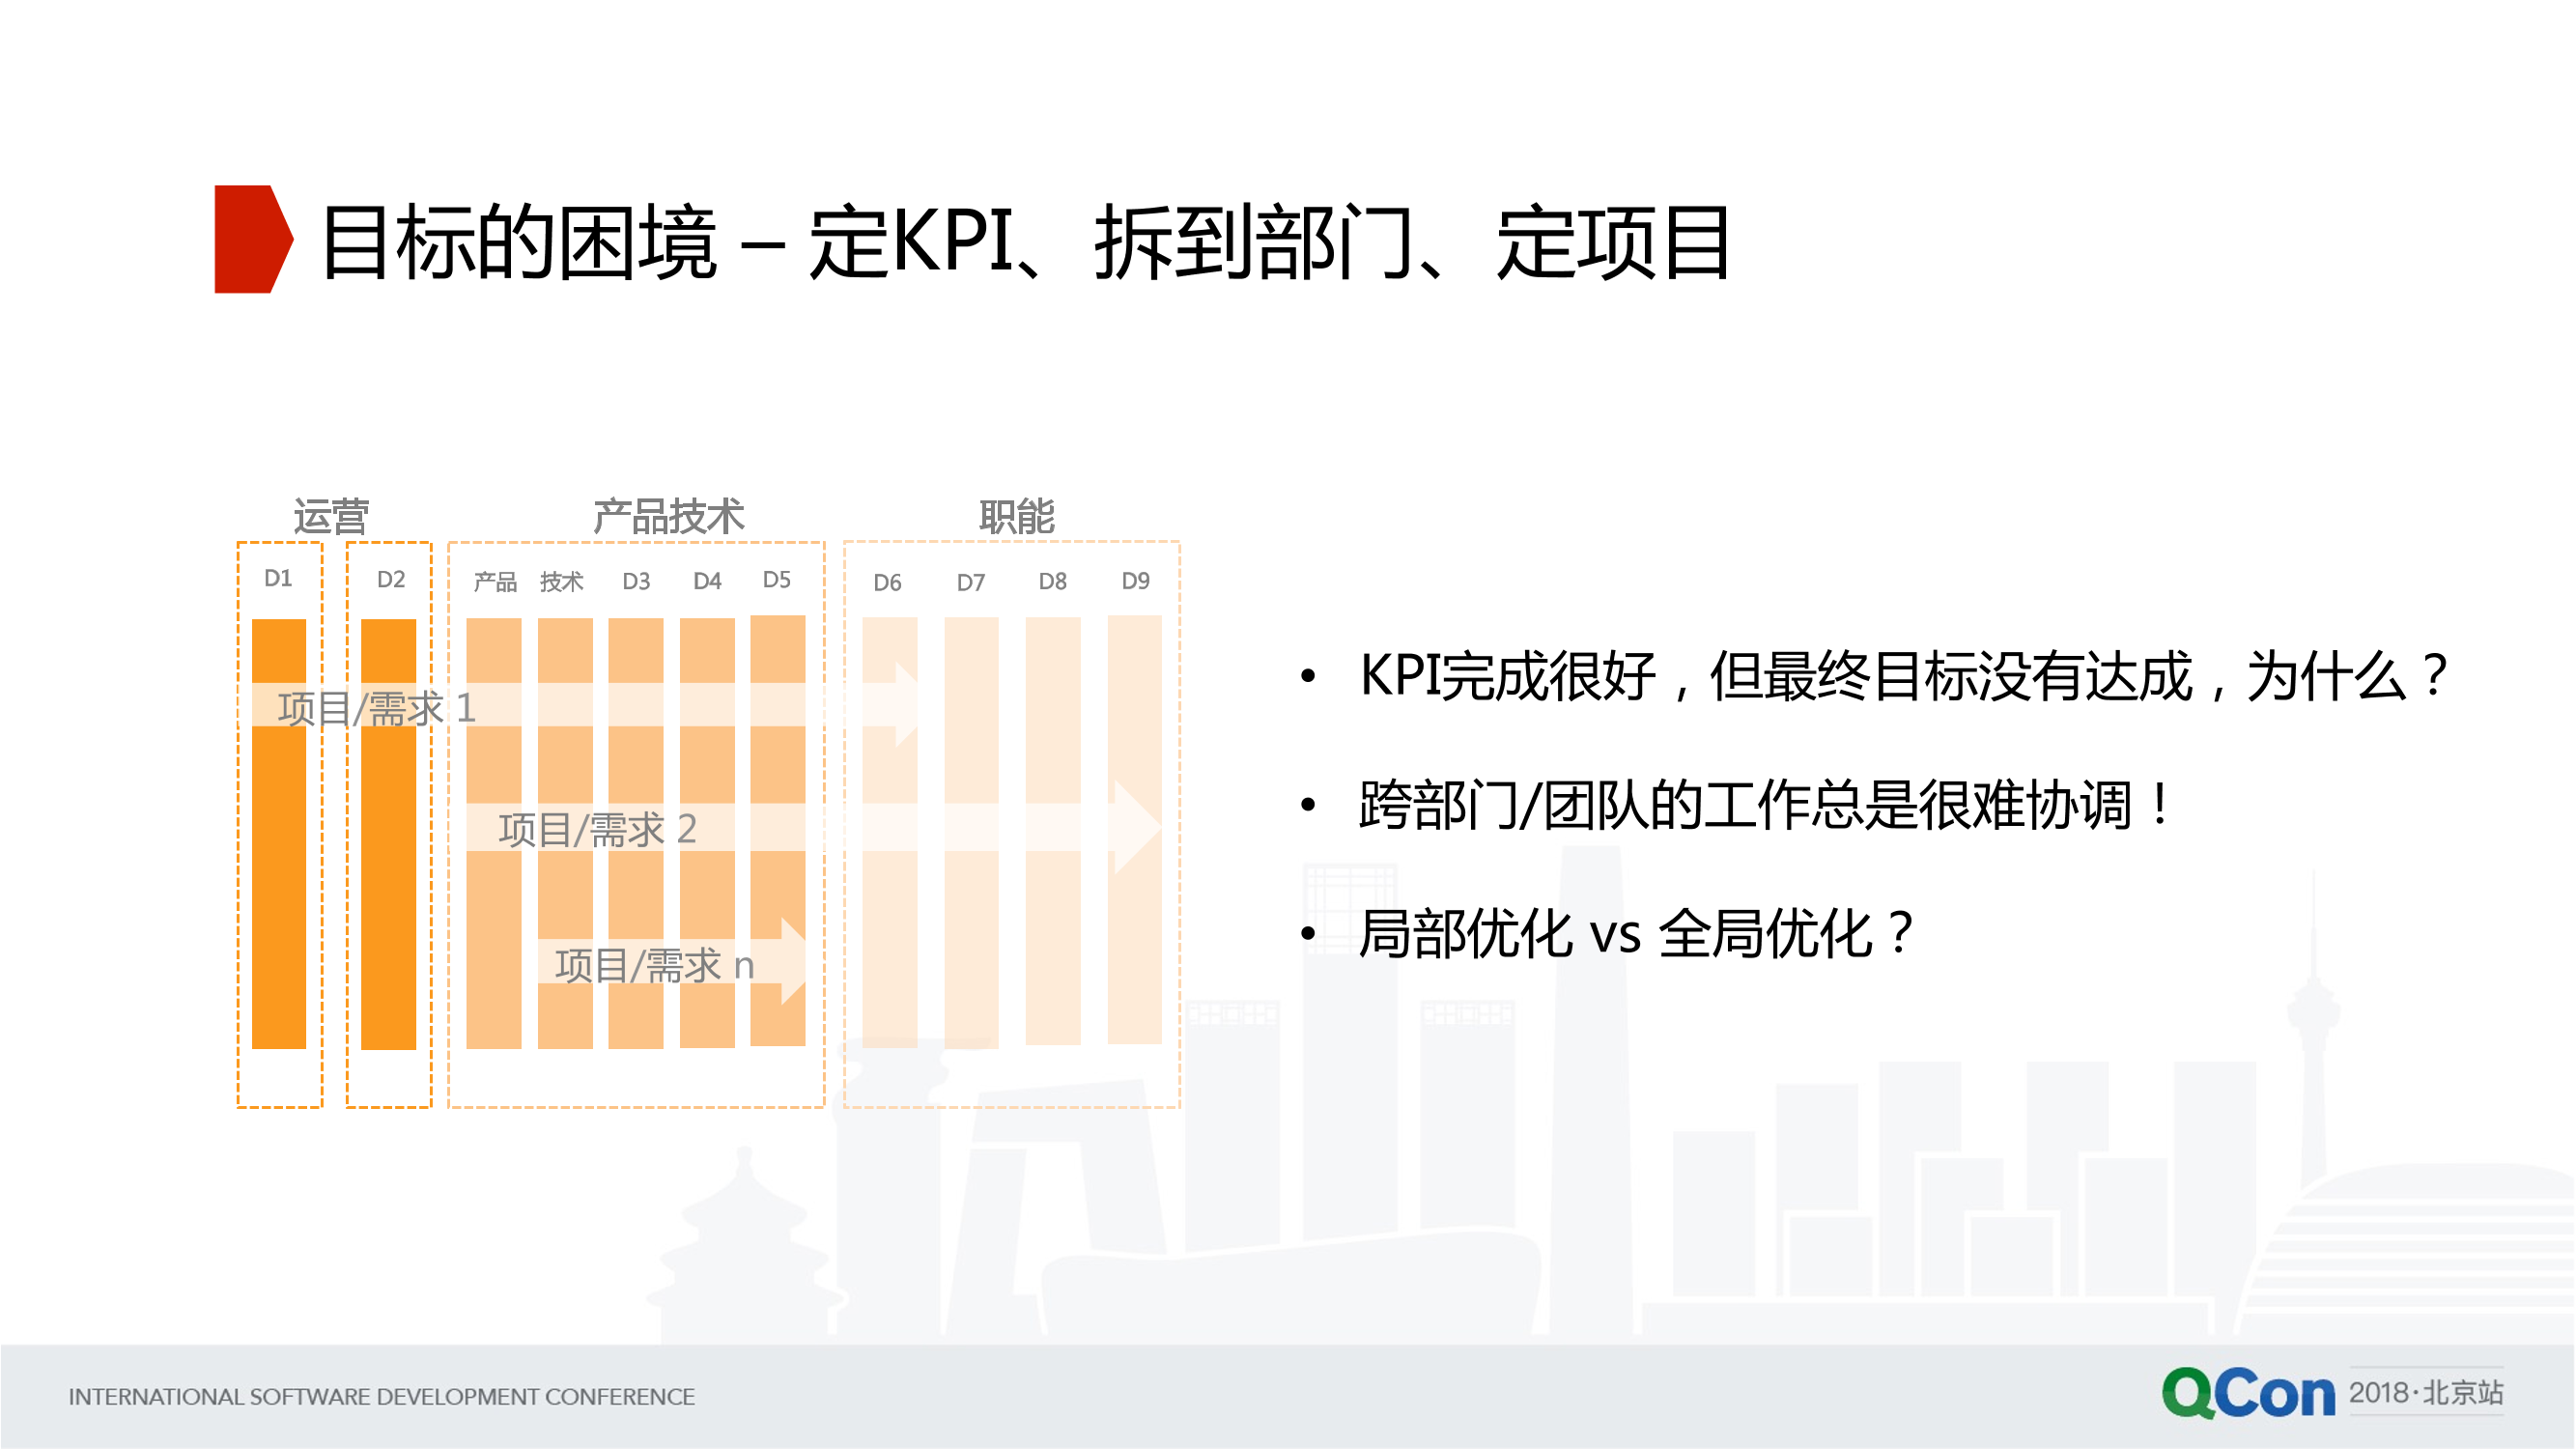 目标的困境 – 定KPI、拆到部门、定项目
运营 产品技术 职能
D1 D2 产品 技术 D3 D4 D5 D6 D7 D8 D9
项目/需求 1
项目/需求 2
项目/需求 n
• KPI完成很好，但最终目标没有达成，为什么？
• 跨部门/团队的工作总是很难协调！
• 局部优化 vs 全局优化？
INTERNATIONAL SOFTWARE DEVELOPMENT CONFERENCE
QCon 2018·北京站